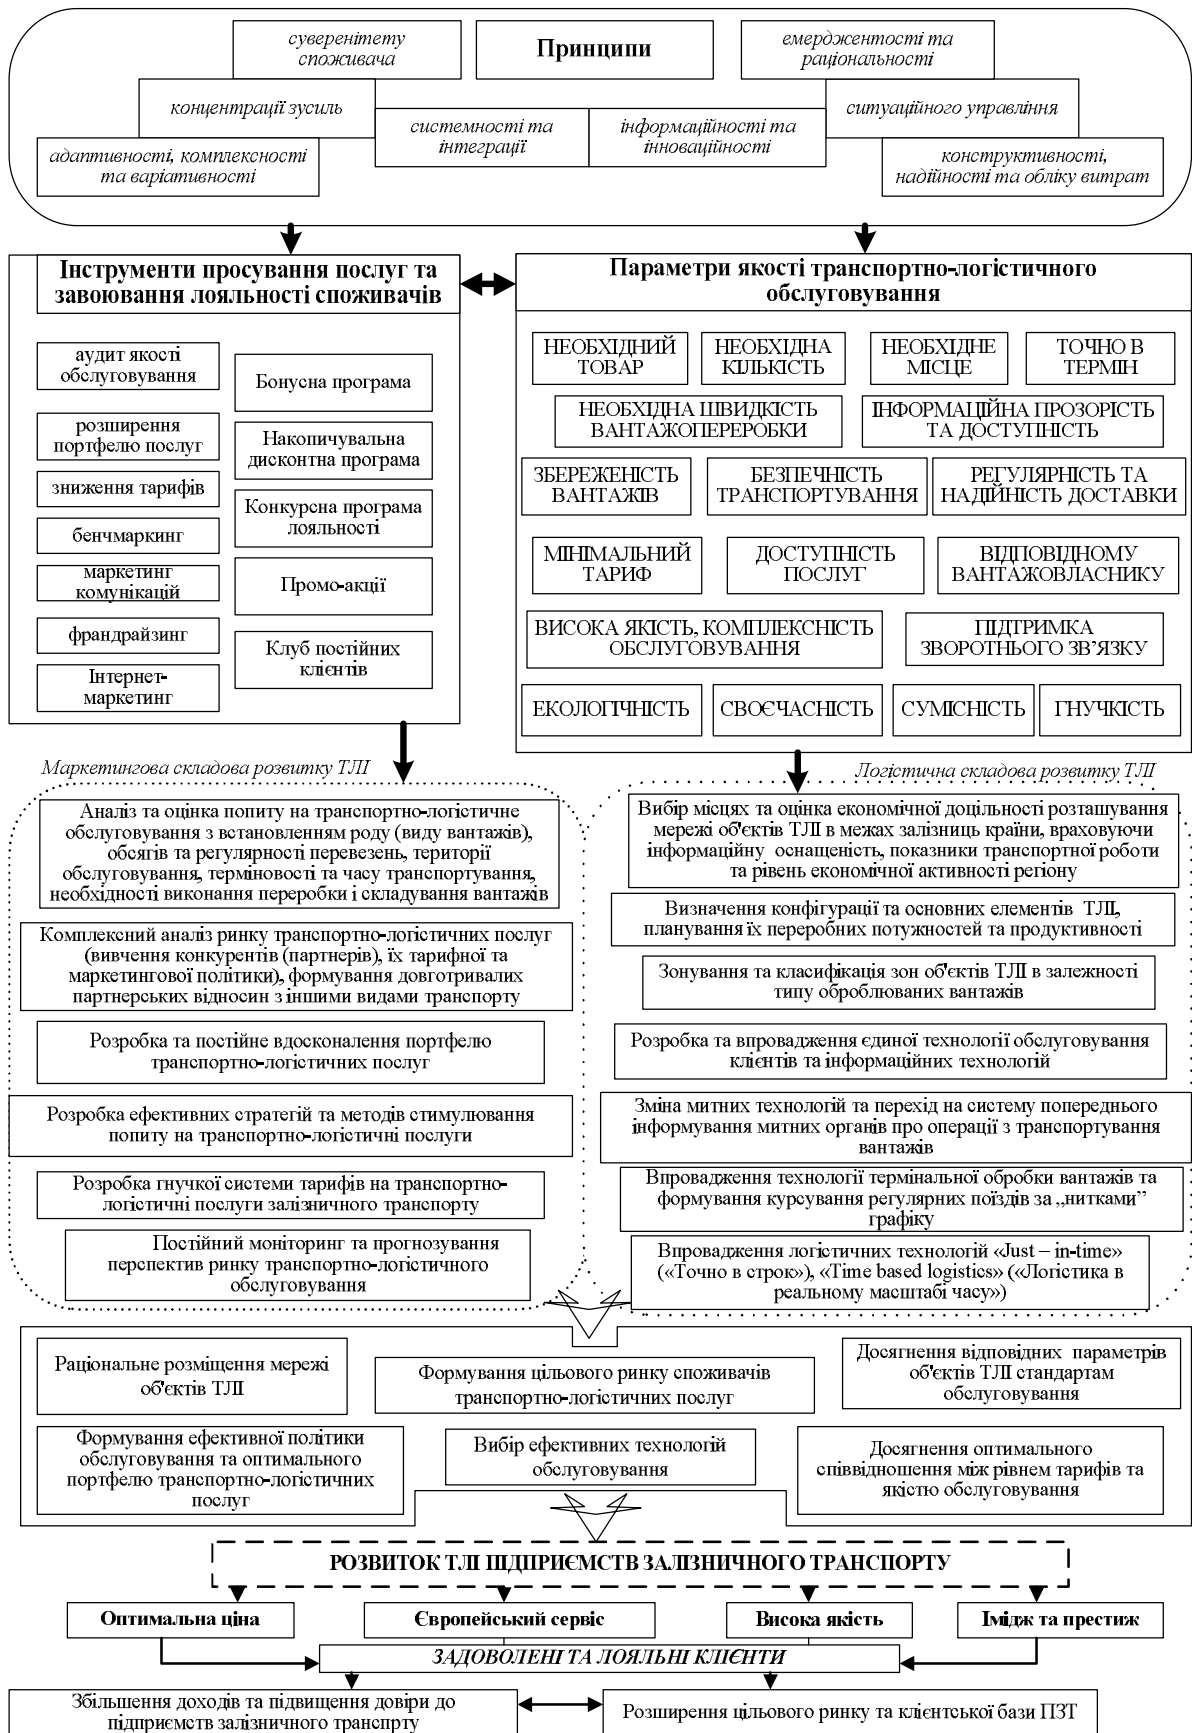 суверенітету
споживача
Принципи
емерджентості та
раціональності
концентрації зусиль
ситуаційного управління
системності та
інтеграції
інформаційності та
інноваційності
адаптивності, комплексності
та варіативності
конструктивності,
надійності та обліку витрат
Інструменти просування послуг та
завоювання лояльності споживачів
аудит якості
обслуговування
розширення
портфелю послуг
зниження тарифів
бенчмаркинг
маркетинг
комунікацій
франдрайзинг
Інтернет-
маркетинг
Бонусна програма
Накопичувальна
дисконтна програма
Конкурсна програма
лояльності
Промо-акції
Клуб постійних
клієнтів
Параметри якості транспортно-логістичного
обслуговування
НЕОБХІДНИЙ
ТОВАР
НЕОБХІДНА
КІЛЬКІСТЬ
НЕОБХІДНЕ
МІСЦЕ
ТОЧНО В
ТЕРМІН
НЕОБХІДНА ШВИДКІСТЬ
ВАНТАЖОПЕРЕРОБКИ
ІНФОРМАЦІЙНА ПРОЗОРІСТЬ
ТА ДОСТУПНІСТЬ
ЗБЕРЕЖЕНІСТЬ
ВАНТАЖІВ
БЕЗПЕЧНІСТЬ
ТРАНСПОРТУВАННЯ
РЕГУЛЯРНІСТЬ ТА
НАДІЙНІСТЬ ДОСТАВКИ
МІНІМАЛЬНИЙ
ТАРИФ
ДОСТУПНІСТЬ
ПОСЛУГ
ВІДПОВІДНОМУ
ВАНТАЖОВЛАСНИКУ
ВИСОКА ЯКІСТЬ, КОМПЛЕКСНІСТЬ
ОБСЛУГОВУВАННЯ
ПІДТРИМКА
ЗВОРОТНЬОГО ЗВ’ЯЗКУ
ЕКОЛОГІЧНІСТЬ
СВОЄЧАСНІСТЬ
СУМІСНІСТЬ
ГНУЧКІСТЬ
Маркетингова складова розвитку ТЛІ
Аналіз та оцінка попиту на транспортно-логістичне
обслуговування з встановленням роду (виду вантажів),
обсягів та регулярності перевезень, території
обслуговування, терміновості та часу транспортування,
необхідності виконання переробки і складування вантажів
Комплексний аналіз ринку транспортно-логістичних послуг
(вивчення конкурентів (партнерів), їх тарифної та
маркетингової політики), формування довготривалих
партнерських відносин з іншими видами транспорту
Розробка та постійне вдосконалення портфелю
транспортно-логістичних послуг
Розробка ефективних стратегій та методів стимулювання
попиту на транспортно-логістичні послуги
Розробка гнучкої системи тарифів на транспортно-
логістичні послуги залізничного транспорту
Постійний моніторинг та прогнозування
перспектив ринку транспортно-логістичного
обслуговування
Логістична складова розвитку ТЛІ
Вибір місцях та оцінка економічної доцільності розташування
мережі об'єктів ТЛІ в межах залізниць країни, враховуючи
інформаційну оснащеність, показники транспортної роботи
та рівень економічної активності регіону
Визначення конфігурації та основних елементів ТЛІ,
планування їх переробних потужностей та продуктивності
Зонування та класифікація зон об'єктів ТЛІ в залежності
типу оброблюваних вантажів
Розробка та впровадження єдиної технології обслуговування
клієнтів та інформаційних технологій
Зміна митних технологій та перехід на систему попереднього
інформування митних органів про операції з транспортування
вантажів
Впровадження технології термінальної обробки вантажів та
формування курсування регулярних поїздів за „нитками”
графіку
Впровадження логістичних технологій «Just – in-time»
(«Точно в строк»), «Time based logistics» («Логістика в
реальному масштабі часу»)
Раціональне розміщення мережі
об'єктів ТЛІ
Формування цільового ринку споживачів
транспортно-логістичних послуг
Досягнення відповідних параметрів
об'єктів ТЛІ стандартам
обслуговування
Формування ефективної політики
обслуговування та оптимального
портфелю транспортно-логістичних
послуг
Вибір ефективних технологій
обслуговування
Досягнення оптимального
співвідношення між рівнем тарифів та
якістю обслуговування
РОЗВИТОК ТЛІ ПІДПРИЄМСТВ ЗАЛІЗНИЧНОГО ТРАНСПОРТУ
Оптимальна ціна
Європейський сервіс
Висока якість
Імідж та престиж
ЗАДОВОЛЕНІ ТА ЛОЯЛЬНІ КЛІЄНТИ
Збільшення доходів та підвищення довіри до
підприємств залізничного транспрту
Розширення цільового ринку та клієнтської бази ПЗТ